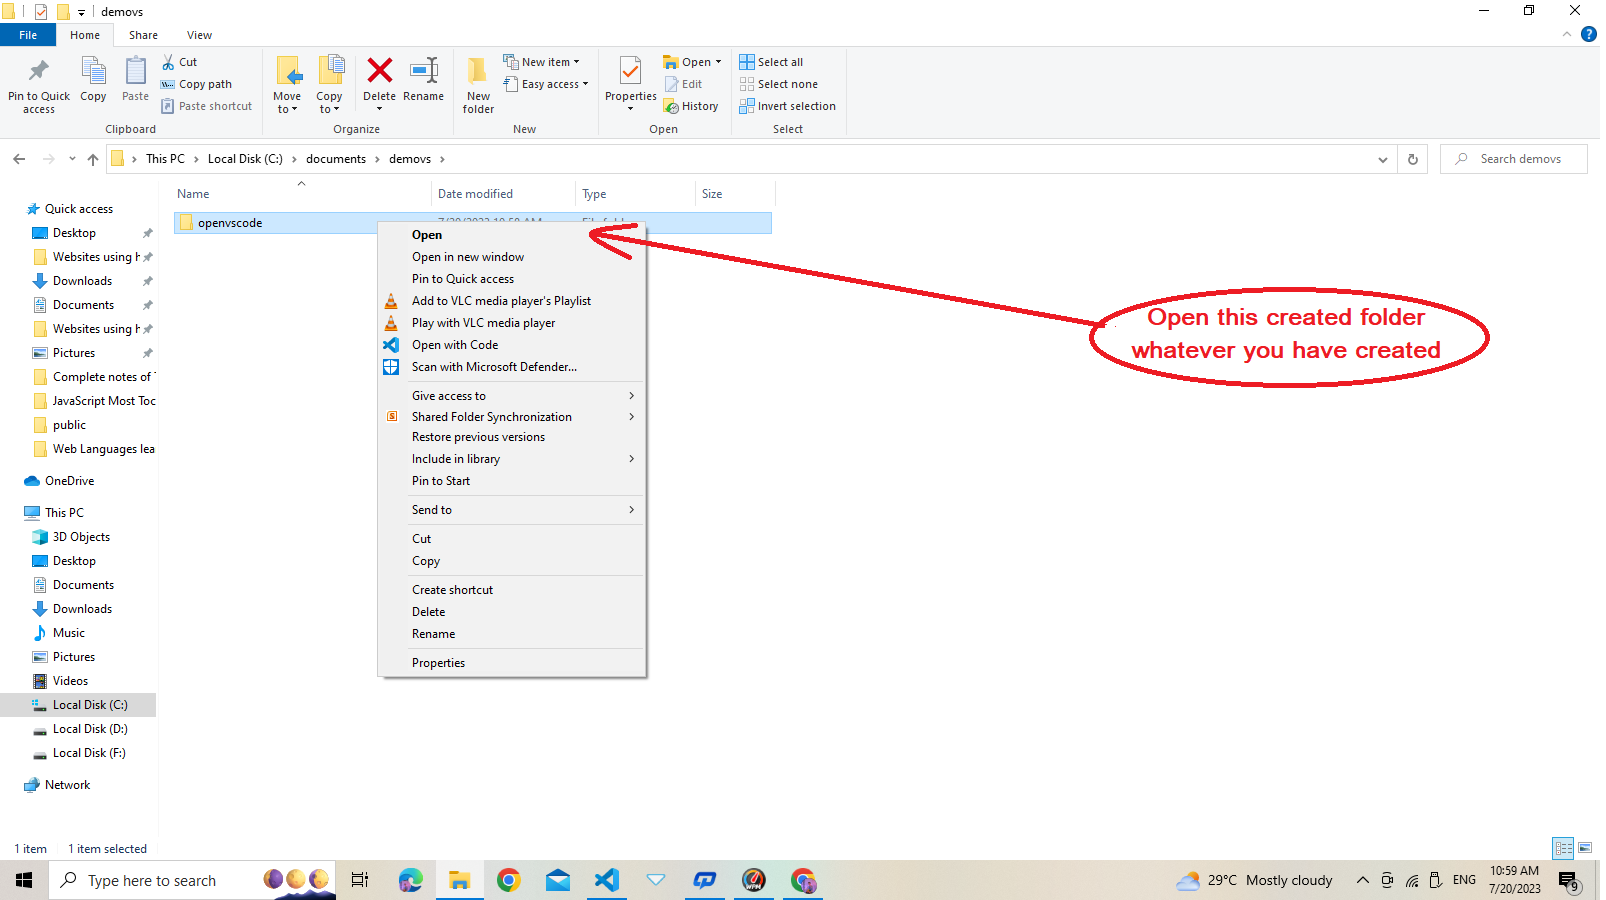 demovs
File
Home
Share
View
Pin to Quick
access
Copy
Paste
Cut
Copy path
Paste shortcut
Clipboard
Move
to
Copy
to
Delete
Rename
Organize
New
folder
New item
Easy access
New
Properties
Open
Edit
History
Open
Select all
Select none
Invert selection
Select
This PC > Local Disk (C:) > documents > demovs >
Search demovs
Name
Date modified
Type
Size
openvscode
Quick access
Desktop
Websites using h
Downloads
Documents
Websites using h
Pictures
Complete notes of
JavaScript Most Toc
public
Web Languages lea
OneDrive
This PC
3D Objects
Desktop
Documents
Downloads
Music
Pictures
Videos
Local Disk (C:)
Local Disk (D:)
Local Disk (F:)
Network
Open
Open in new window
Pin to Quick access
Add to VLC media player's Playlist
Play with VLC media player
Open with Code
Scan with Microsoft Defender...
Give access to
Shared Folder Synchronization
Restore previous versions
Include in library
Pin to Start
Send to
Cut
Copy
Create shortcut
Delete
Rename
Properties
Open this created folder
whatever you have created
1 item
1 item selected
Type here to search
WPM
29°C Mostly cloudy
ENG
10:59 AM
7/20/2023
9